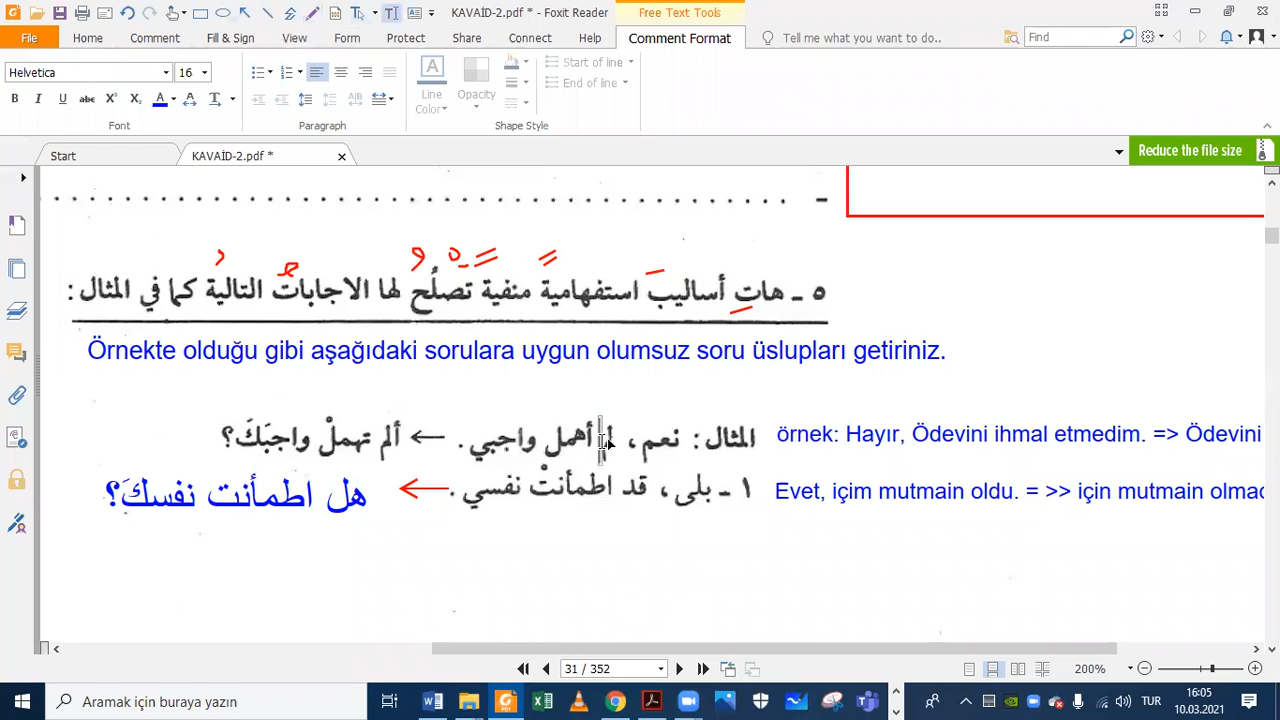 KAVAİD-2.pdf * - Foxit Reader
Free Text Tools
File Home Comment Fill & Sign View Form Protect Share Connect Help Comment Format Tell me what you want to do.. Find
Helvetica 16
Line Color Opacity Start of line End of line
Font Paragraph Shape Style
Start KAVAİD-2.pdf * Reduce the file size
٥ ـ هاتِ أساليبَ استفهاميةً منفيةً تصلُح لها الاجاباتُ التالية كما في المثال :
Örnekte olduğu gibi aşağıdaki sorulara uygun olumsuz soru üslupları getiriniz.
المثال : نعم، لم أهمل واجبي . ← ألم تهملْ واجبَكَ؟
örnek: Hayır, Ödevini ihmal etmedim. => Ödevini
١ ـ بلى، قد اطمأنتْ نفسي .
هل اطمأنت نفسكَ؟
Evet, içim mutmain oldu. = >> için mutmain olmad
31 / 352 200%
Aramak için buraya yazın
TUR 16:05 10.03.2021